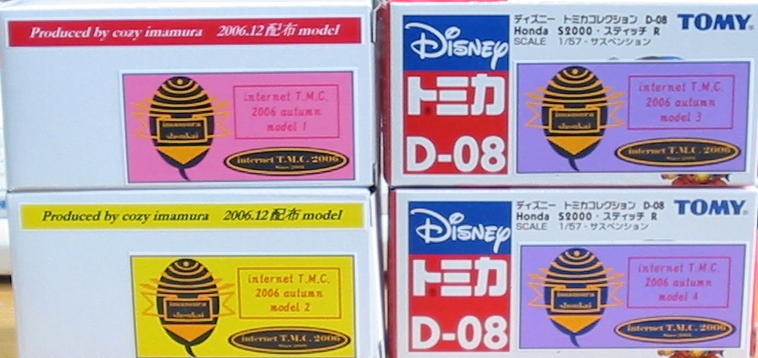 Produced by cozy imamura 2006.12配布model
imamura
shoukai
internet T.M.C.
2006 autumn
model 1
internet T.M.C. 2006
Disney
トミカ
D-08
ディズニー トミカコレクション D-08
Honda S2000・スティッチ R
SCALE 1/57・サスペンション
TOMY
imamura
shoukai
internet T.M.C.
2006 autumn
model 3
internet T.M.C. 2006
Produced by cozy imamura 2006.12配布model
imamura
shoukai
internet T.M.C.
2006 autumn
model 2
internet T.M.C. 2006
Disney
トミカ
D-08
ディズニー トミカコレクション D-08
Honda S2000・スティッチ R
SCALE 1/57・サスペンション
TOMY
imamura
shoukai
internet T.M.C.
2006 autumn
model 4
internet T.M.C. 2006